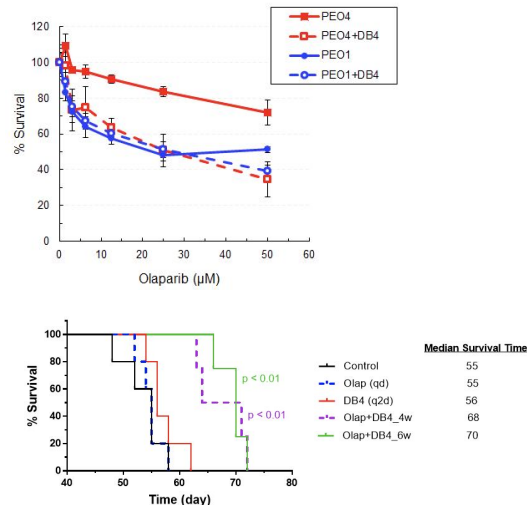 PEO4
PEO4+DB4
PEO1
PEO1+DB4
120
100
80
60
40
20
0
% Survival
0 10 20 30 40 50 60
Olaparib (µM)
100
80
60
40
20
0
% Survival
40 50 60 70 80
Time (day)
p < 0.01
p < 0.01
Median Survival Time
Control 55
Olap (qd) 55
DB4 (q2d) 56
Olap+DB4_4w 68
Olap+DB4_6w 70